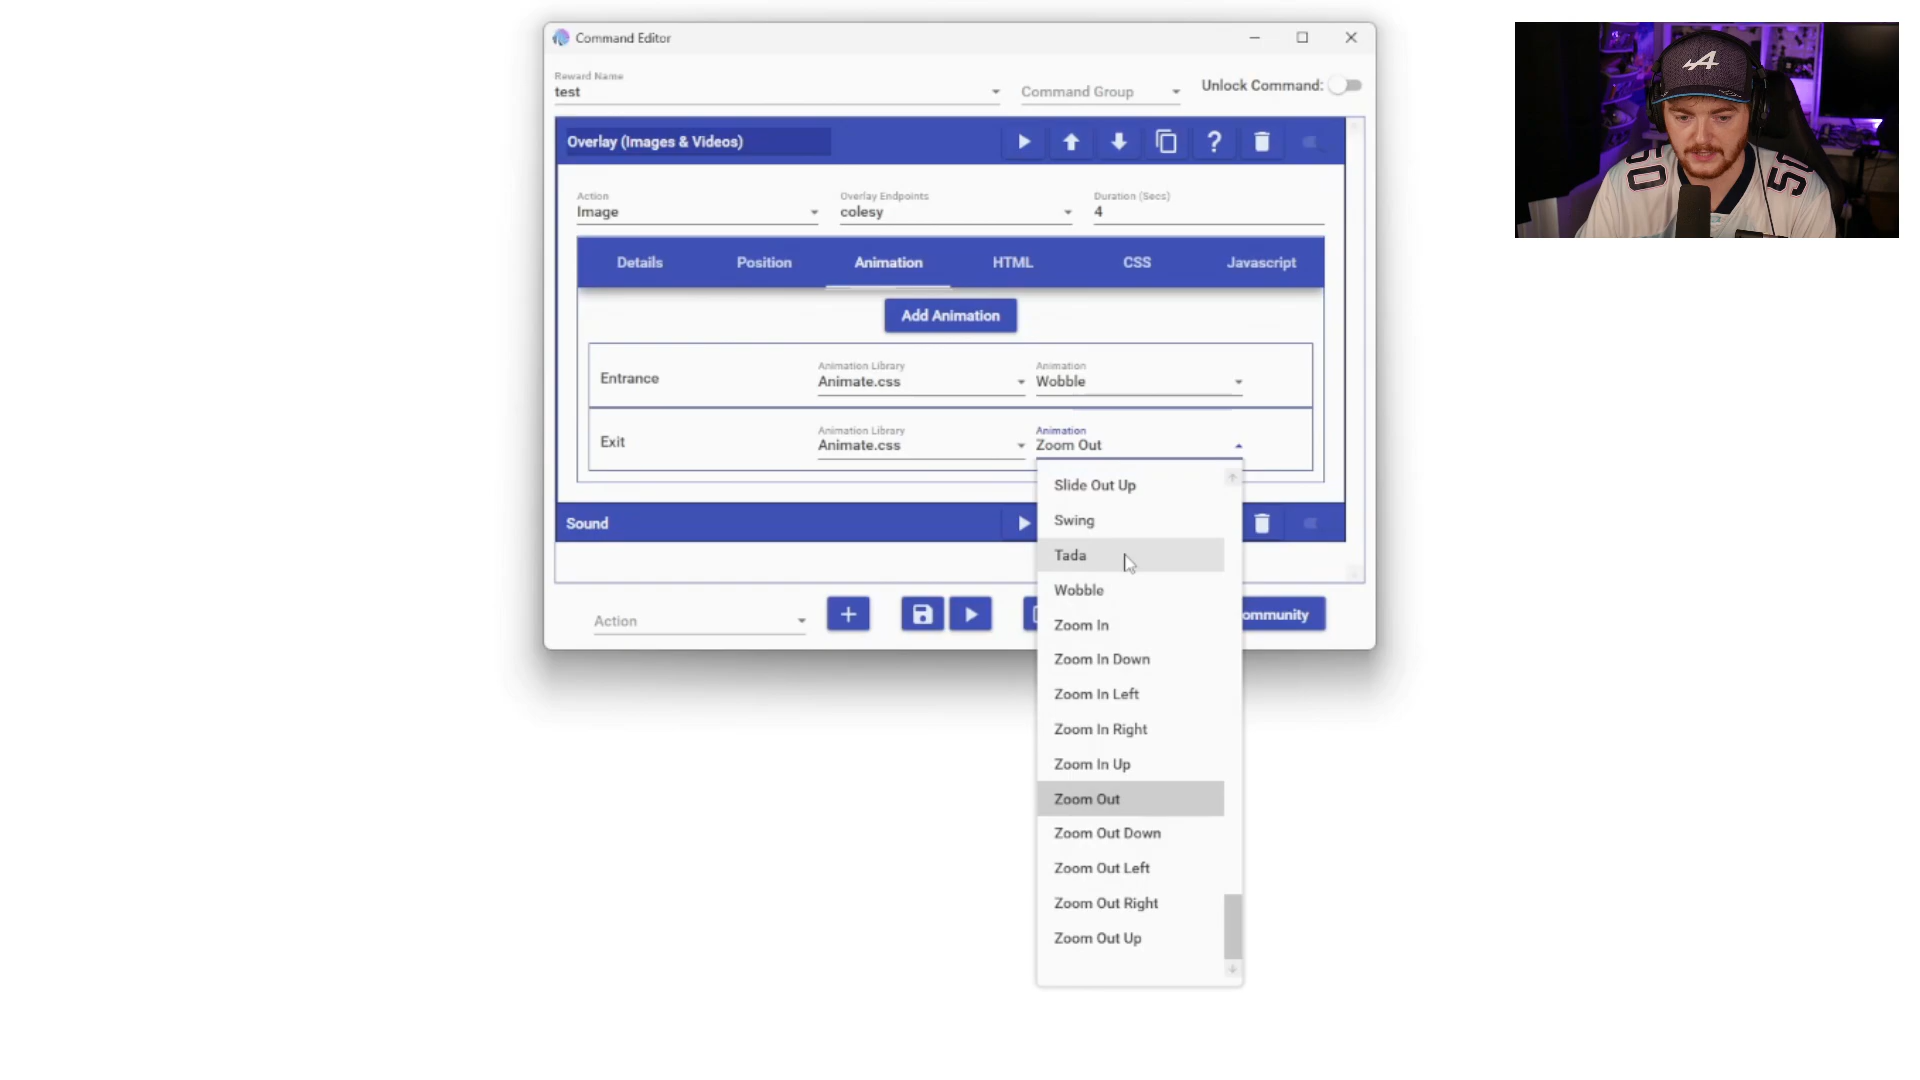 Command Editor
Reward Name
test
Command Group
Unlock Command:
Overlay (Images & Videos)
?
Action
Image
Overlay Endpoints
colesy
Duration (Secs)
4
Details Position Animation HTML CSS Javascript
Add Animation
Entrance
Animation Library
Animate.css
Animation
Wobble
Exit
Animation Library
Animate.css
Animation
Zoom Out
Slide Out Up
Swing
Tada
Wobble
Zoom In
Zoom In Down
Zoom In Left
Zoom In Right
Zoom In Up
Zoom Out
Zoom Out Down
Zoom Out Left
Zoom Out Right
Zoom Out Up
Sound
Action
+
ommunity
50
50